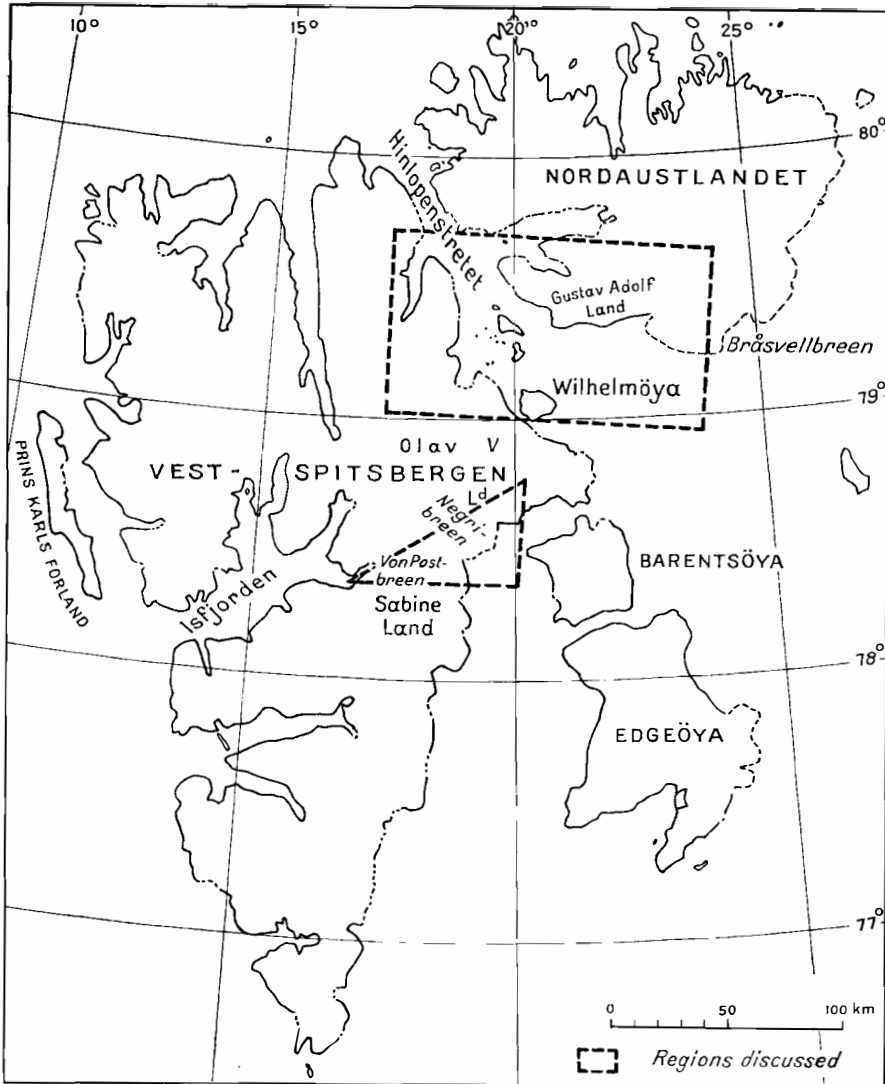 10°
15°
20°
25°
80°
Hinlopenstretet
NORDAUSTLANDET
Gustav Adolf
Land
Bråsvellbreen
Wilhelmöya
79°
Olav V
Ld
VEST-SPITSBERGEN
PRINS KARLS FORLAND
Negri-
breen
Von Post-
breen
Isfjorden
Sabine
Land
BARENTSÖYA
78°
EDGEÖYA
77°
0 50 100 km
Regions discussed